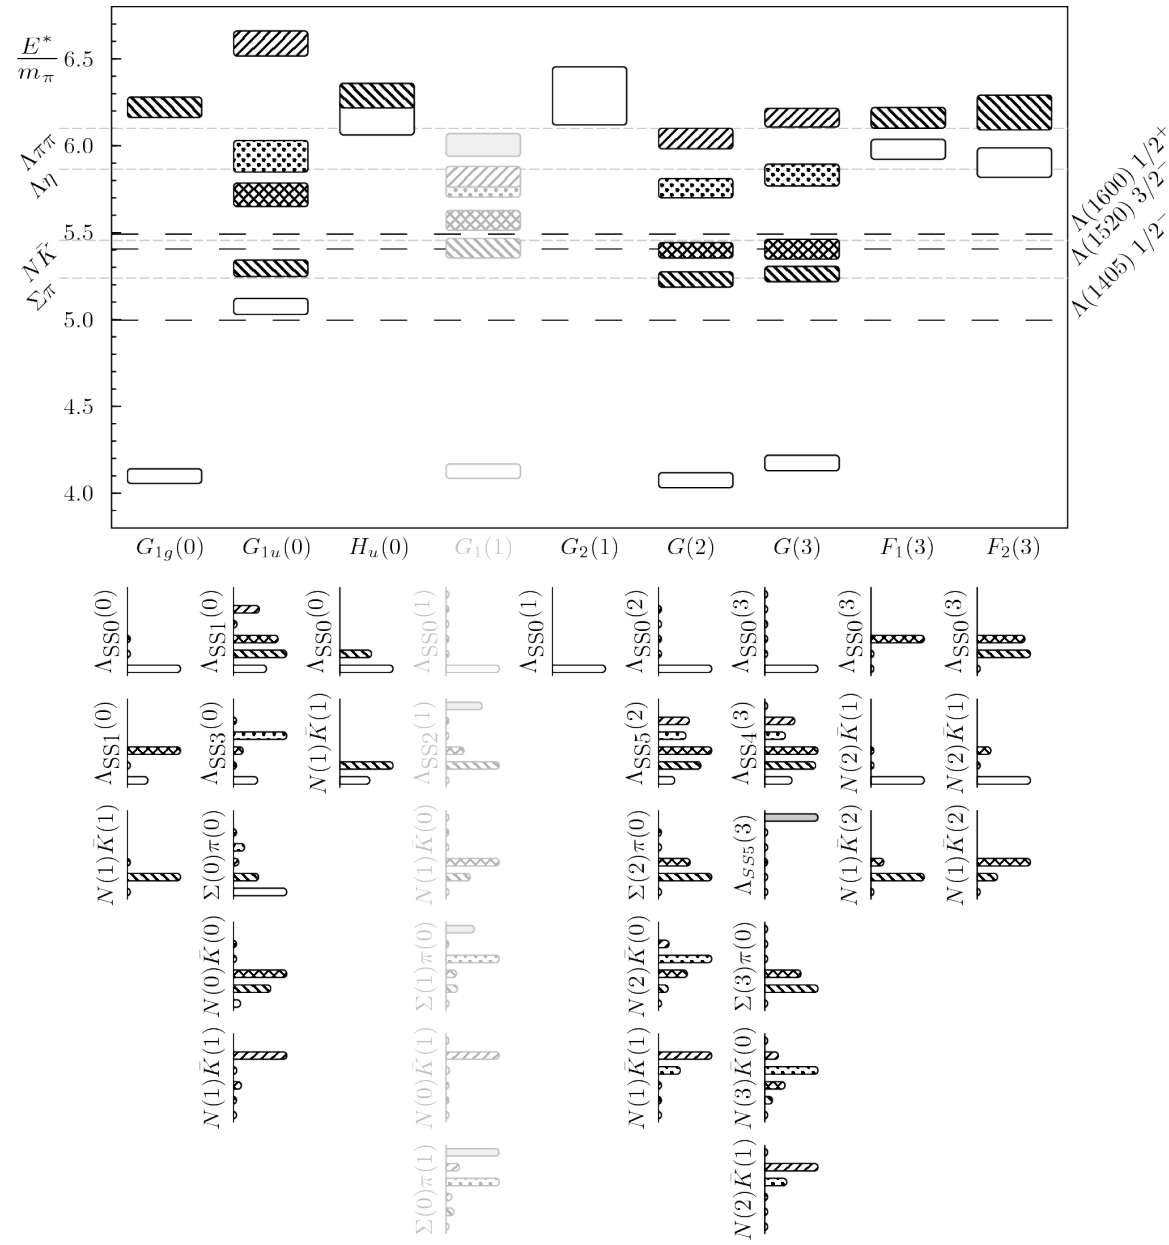 E*/mπ
6.5
6.0
5.5
5.0
4.5
4.0
Λππ
Λη
NK̄
Σπ
Λ(1600) 1/2⁺
Λ(1520) 3/2⁻
Λ(1405) 1/2⁻
G₁g(0) G₁u(0) Hu(0) G₁(1) G₂(1) G(2) G(3) F₁(3) F₂(3)
ΛSS0(0) ΛSS1(0) ΛSS0(0) ΛSS0(1) ΛSS0(1) ΛSS0(2) ΛSS0(3) ΛSS0(3) ΛSS0(3)
ΛSS1(0) ΛSS3(0) N(1)K̄(1) ΛSS2(1) ΛSS5(2) ΛSS4(3) N(2)K̄(1) N(2)K̄(1)
N(1)K̄(1) Σ(0)π(0) N(1)K̄(0) Σ(2)π(0) ΛSS5(3) N(1)K̄(2) N(1)K̄(2)
N(0)K̄(0) Σ(1)π(0) N(2)K̄(0) Σ(3)π(0)
N(1)K̄(1) N(0)K̄(1) N(1)K̄(1) N(3)K̄(0)
Σ(0)π(1) N(2)K̄(1)